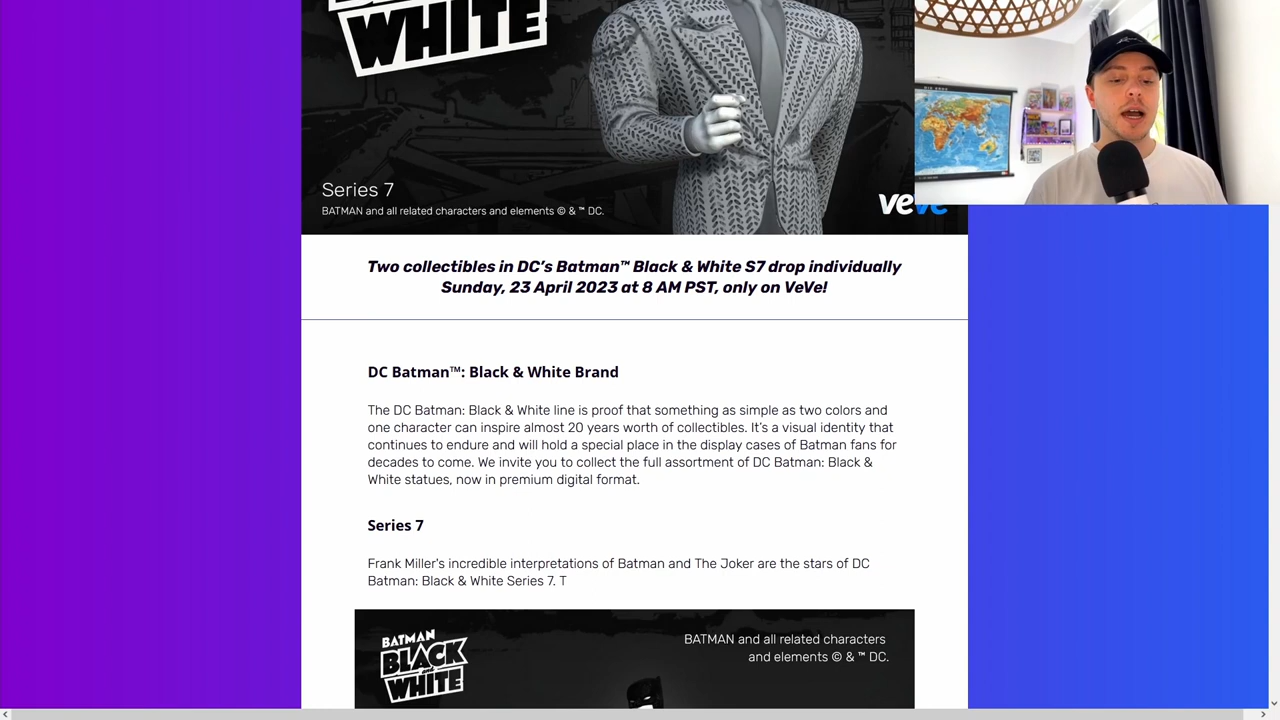 WHITE
Series 7
BATMAN and all related characters and elements © & ™ DC.
veve
Two collectibles in DC’s Batman™ Black & White S7 drop individually
Sunday, 23 April 2023 at 8 AM PST, only on VeVe!
DC Batman™: Black & White Brand
The DC Batman: Black & White line is proof that something as simple as two colors and
one character can inspire almost 20 years worth of collectibles. It’s a visual identity that
continues to endure and will hold a special place in the display cases of Batman fans for
decades to come. We invite you to collect the full assortment of DC Batman: Black &
White statues, now in premium digital format.
Series 7
Frank Miller's incredible interpretations of Batman and The Joker are the stars of DC
Batman: Black & White Series 7. T
BATMAN
BLACK
and
WHITE
BATMAN and all related characters
and elements © & ™ DC.